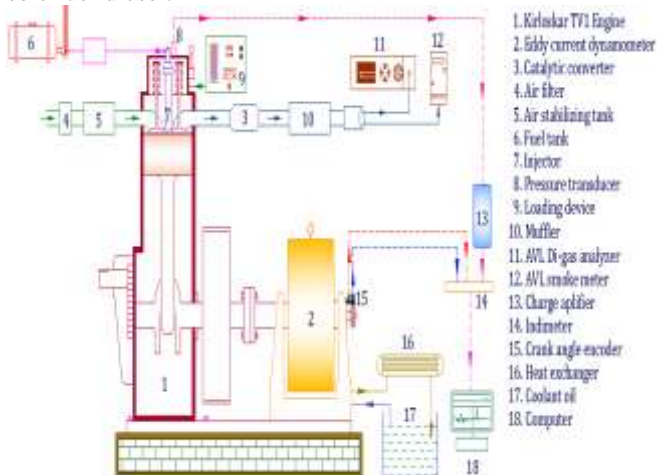 6
8
11
12
1. Kirloskar TV1 Engine
2. Eddy current dynamometer
3. Catalytic converter
4. Air filter
5. Air stabilizing tank
6. Fuel tank
7. Injector
8. Pressure transducer
9. Loading device
10. Muffler
11. AVL Di-gas analyzer
12. AVL smoke meter
13. Charge aplifier
14. Indimeter
15. Crank angle-encoder
16. Heat exchanger
17. Coolant oil
18. Computer
9
4
5
7
3
10
13
15
14
2
16
1
17
18